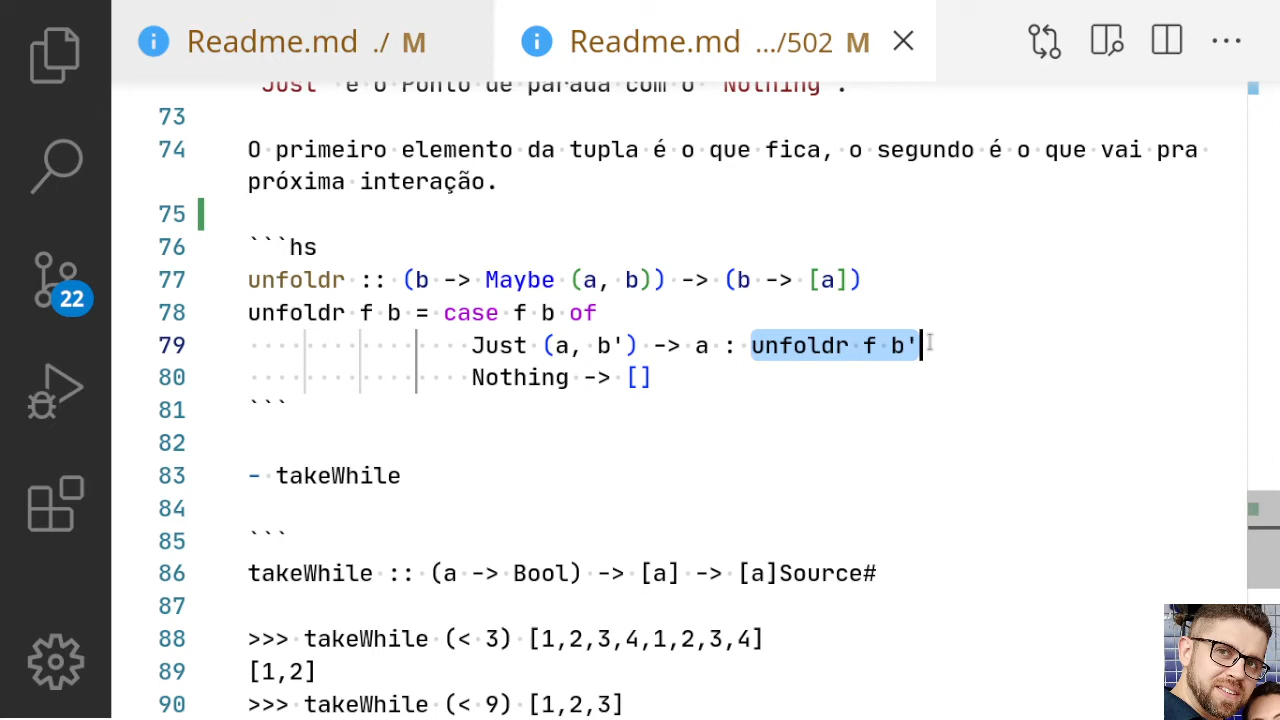 Readme.md ./ M
Readme.md .../502 M
`Just` é o Ponto de parada com o `Nothing`.
73
74 O primeiro elemento da tupla é o que fica, o segundo é o que vai pra
próxima interação.
75
76 ```hs
77 unfoldr :: (b -> Maybe (a, b)) -> (b -> [a])
78 unfoldr f b = case f b of
79 Just (a, b') -> a : unfoldr f b'
80 Nothing -> []
81 ```
82
83 - takeWhile
84
85 ```
86 takeWhile :: (a -> Bool) -> [a] -> [a]Source#
87
88 >>> takeWhile (< 3) [1,2,3,4,1,2,3,4]
89 [1,2]
90 >>> takeWhile (< 9) [1,2,3]
22